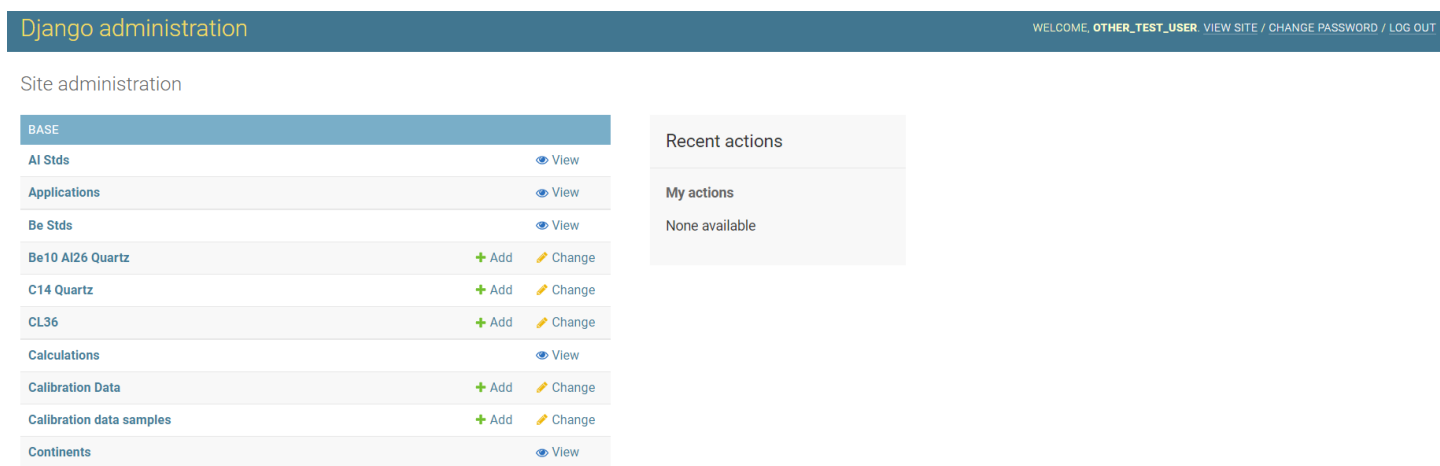 Django administration
WELCOME, OTHER_TEST_USER. VIEW SITE / CHANGE PASSWORD / LOG OUT
Site administration
BASE
Al Stds View
Applications View
Be Stds View
Be10 Al26 Quartz Add Change
C14 Quartz Add Change
CL36 Add Change
Calculations View
Calibration Data Add Change
Calibration data samples Add Change
Continents View
Recent actions
My actions
None available